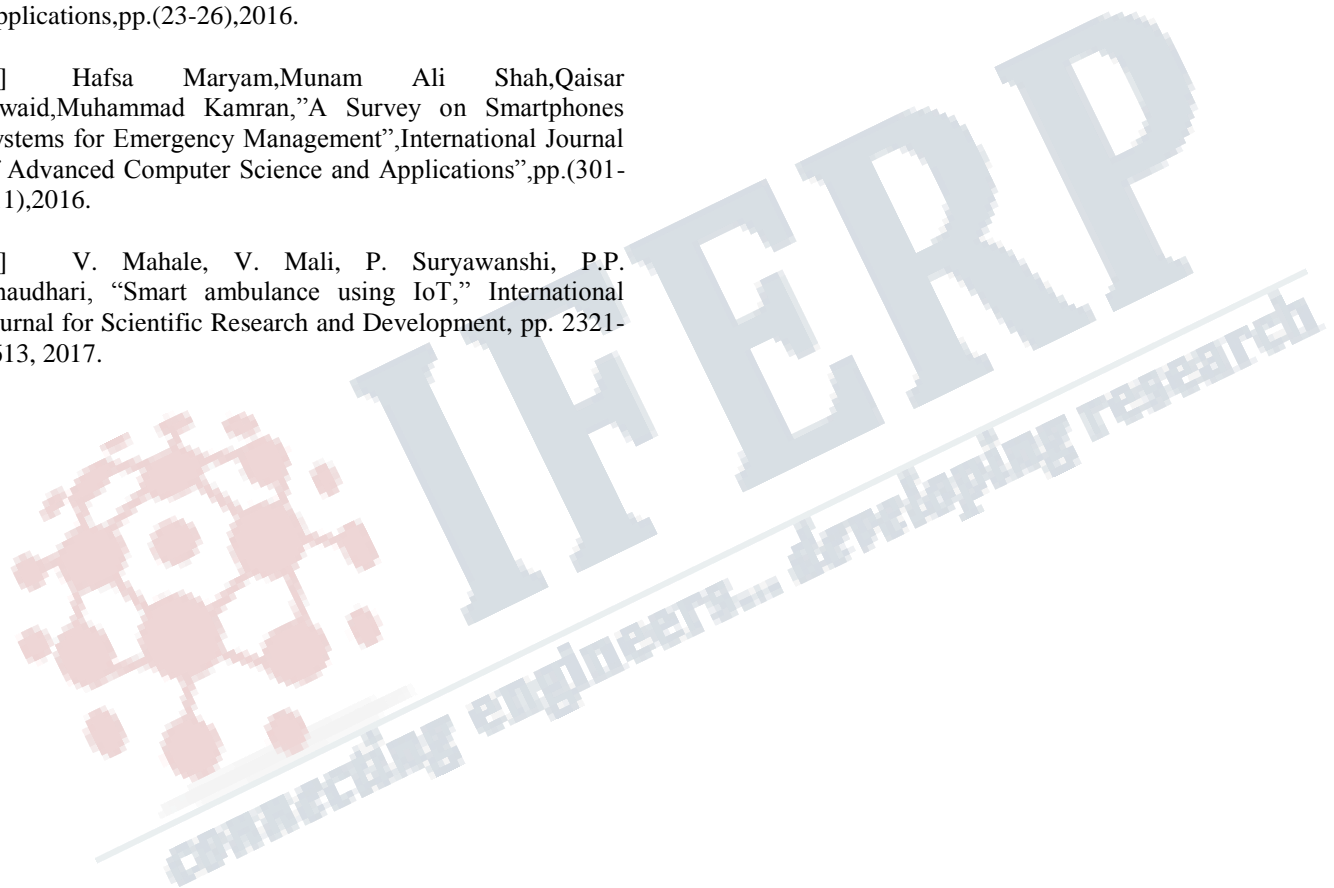 pplications,pp.(23-26),2016.
] Hafsa Maryam,Munam Ali Shah,Qaisar
waid,Muhammad Kamran,”A Survey on Smartphones
ystems for Emergency Management”,International Journal
f Advanced Computer Science and Applications”,pp.(301-
1),2016.
] V. Mahale, V. Mali, P. Suryawanshi, P.P.
haudhari, “Smart ambulance using IoT,” International
urnal for Scientific Research and Development, pp. 2321-
613, 2017.
IFERP
connecting engineers... developing research